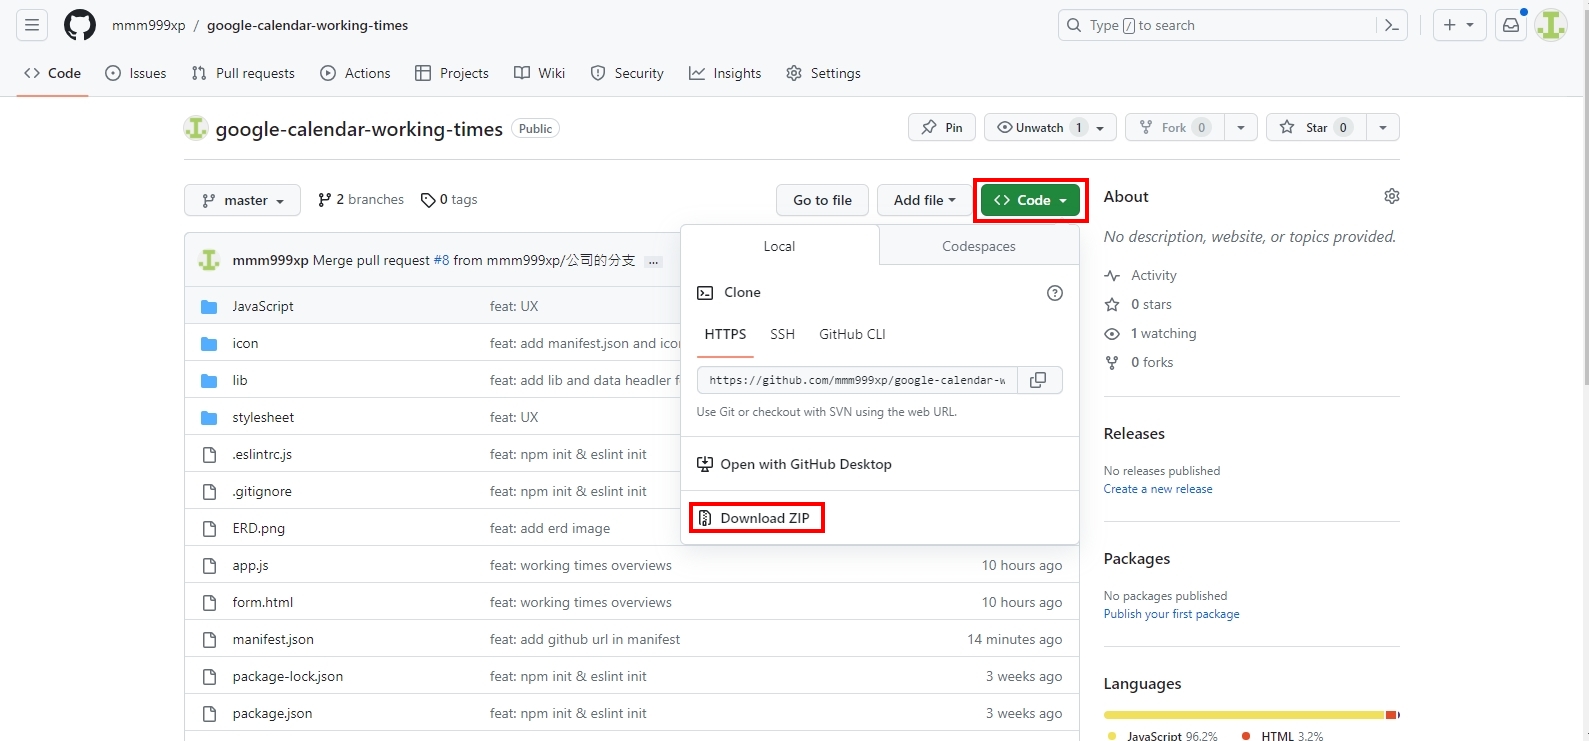 mmm999xp / google-calendar-working-times
Type / to search
Code Issues Pull requests Actions Projects Wiki Security Insights Settings
google-calendar-working-times Public
Pin Unwatch 1 Fork 0 Star 0
master 2 branches 0 tags
Go to file Add file Code
mmm999xp Merge pull request #8 from mmm999xp/公司的分支 ...
JavaScript feat: UX
icon feat: add manifest.json and ico
lib feat: add lib and data headler f
stylesheet feat: UX
.eslintrc.js feat: npm init & eslint init
.gitignore feat: npm init & eslint init
ERD.png feat: add erd image
app.js feat: working times overviews 10 hours ago
form.html feat: working times overviews 10 hours ago
manifest.json feat: add github url in manifest 14 minutes ago
package-lock.json feat: npm init & eslint init 3 weeks ago
package.json feat: npm init & eslint init 3 weeks ago
Local Codespaces
Clone
HTTPS SSH GitHub CLI
https://github.com/mmm999xp/google-calendar-w
Use Git or checkout with SVN using the web URL.
Open with GitHub Desktop
Download ZIP
About
No description, website, or topics provided.
Activity
0 stars
1 watching
0 forks
Releases
No releases published
Create a new release
Packages
No packages published
Publish your first package
Languages
JavaScript 96.2% HTML 3.2%